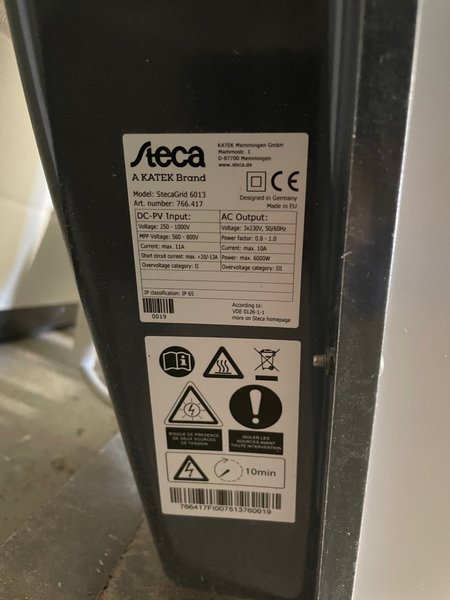 Steca
A KATEK Brand
KATEK Memmingen GmbH
Mammostr. 1
D-87700 Memmingen
www.steca.de
Model: StecaGrid 6013
Art. number: 766.417
Designed in Germany
Made in EU
DC-PV Input:
Voltage: 250 - 1000V
MPP Voltage: 560 - 800V
Current: max. 11A
Short circuit current: max. +20/-13A
Overvoltage category: II
AC Output:
Voltage: 3x230V, 50/60Hz
Power factor: 0.8 - 1.0
Current: max. 10A
Power: max. 6000W
Overvoltage category: III
IP classification: IP 65
0019
According to:
VDE 0126-1-1
more on Steca homepage
RISQUE DE PRESENCE
DE DEUX SOURCES
DE TENSION
ISOLER LES
SOURCES AVANT
TOUTE INTERVENTION
10min
766417FI007513760019